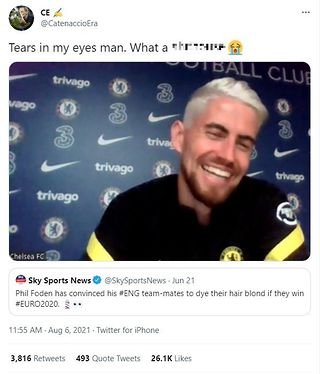 CE ✍️
@CatenaccioEra
Tears in my eyes man. What a 😭
OOTBALL CLUB
trivago
trivago
trivago
trivago
trivago
Chelsea FC
Sky Sports News @SkySportsNews · Jun 21
Phil Foden has convinced his #ENG team-mates to dye their hair blond if they win
#EURO2020. 💈👀
11:55 AM · Aug 6, 2021 · Twitter for iPhone
3,816 Retweets 493 Quote Tweets 26.1K Likes